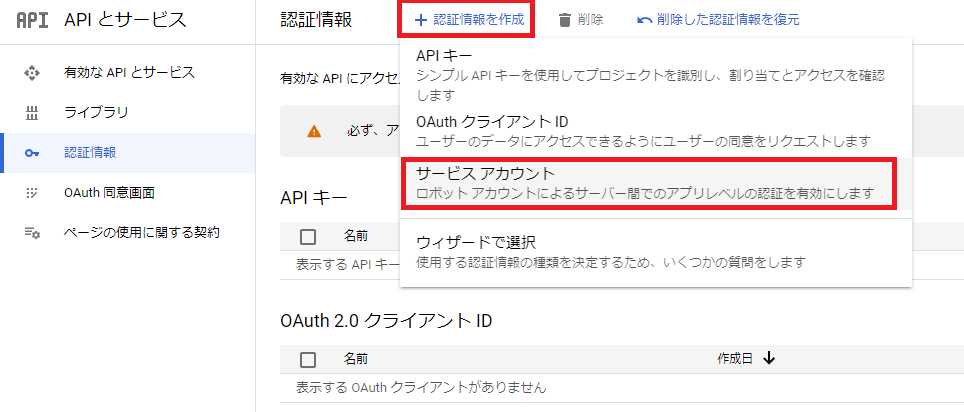 API API とサービス
有効な API とサービス
ライブラリ
認証情報
OAuth 同意画面
ページの使用に関する契約
認証情報
+ 認証情報を作成
削除
削除した認証情報を復元
有効な API にアクセス
必ず、ア
API キー
シンプル API キーを使用してプロジェクトを識別し、割り当てとアクセスを確認
します
OAuth クライアント ID
ユーザーのデータにアクセスできるようにユーザーの同意をリクエストします
サービス アカウント
ロボット アカウントによるサーバー間でのアプリレベルの認証を有効にします
ウィザードで選択
使用する認証情報の種類を決定するため、いくつかの質問をします
API キー
名前
表示する API キー
OAuth 2.0 クライアント ID
名前 作成日
表示する OAuth クライアントがありません